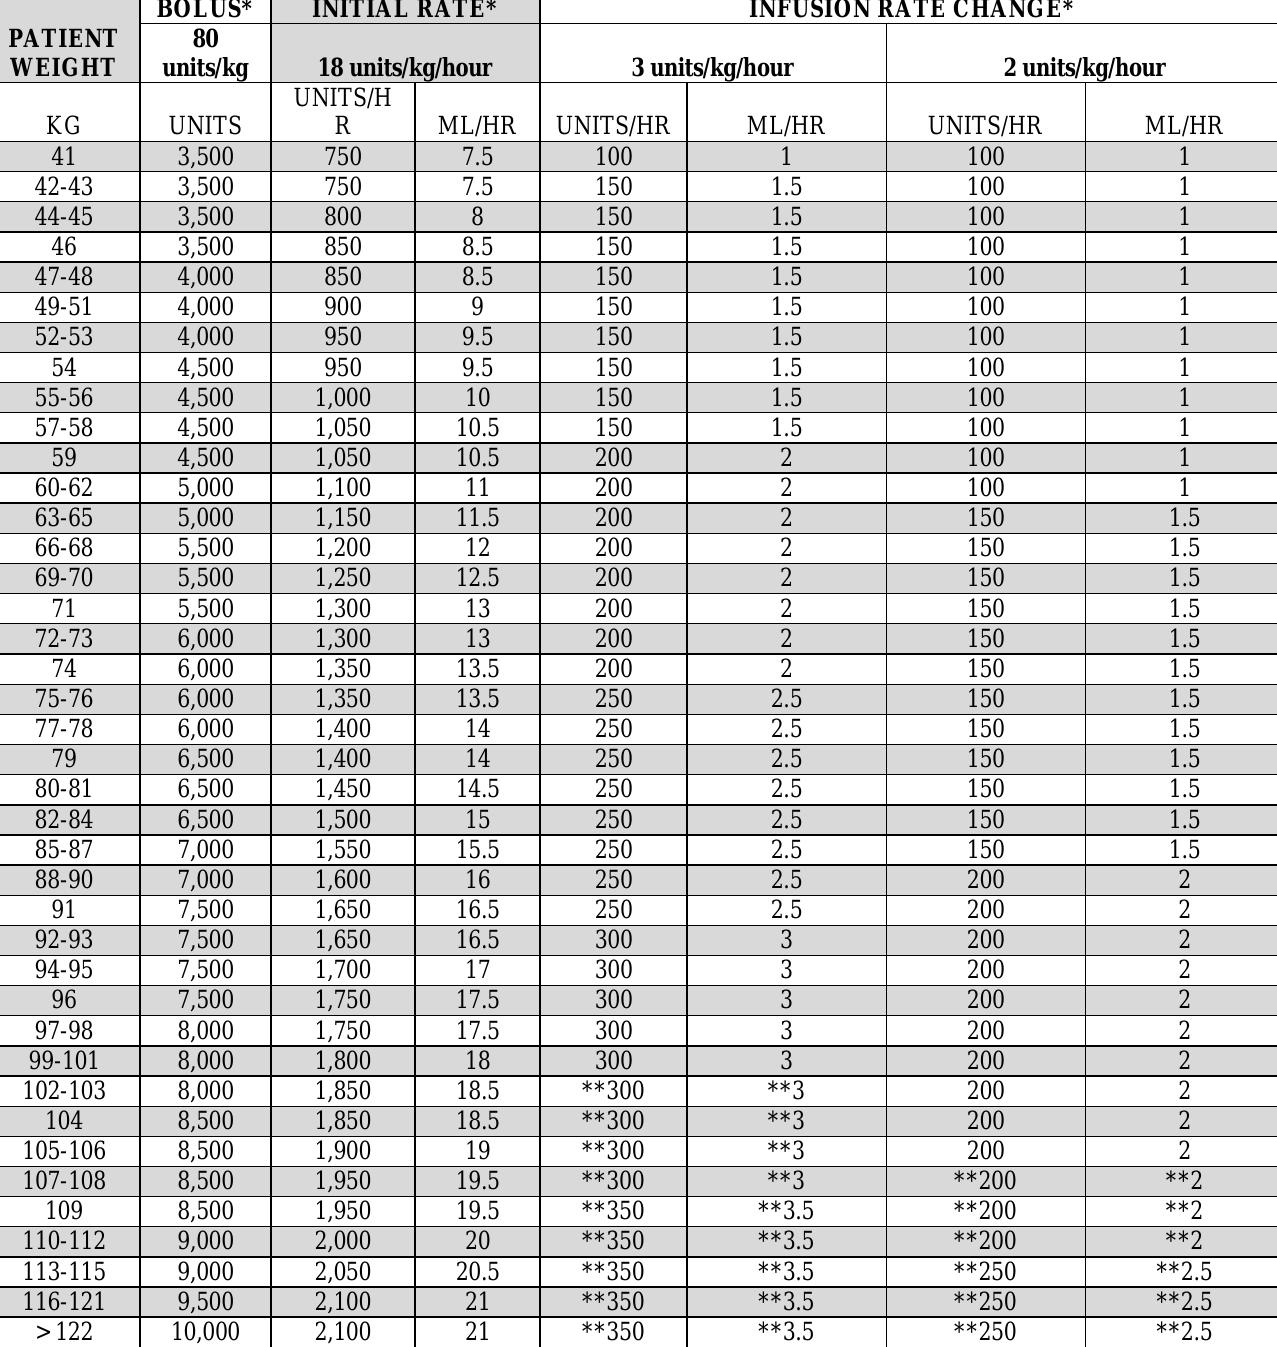 BOLUS* INITIAL RATE* INFUSION RATE CHANGE*
PATIENT WEIGHT 80 units/kg 18 units/kg/hour 3 units/kg/hour 2 units/kg/hour
KG UNITS UNITS/H R ML/HR UNITS/HR ML/HR UNITS/HR ML/HR
41 3,500 750 7.5 100 1 100 1
42-43 3,500 750 7.5 150 1.5 100 1
44-45 3,500 800 8 150 1.5 100 1
46 3,500 850 8.5 150 1.5 100 1
47-48 4,000 850 8.5 150 1.5 100 1
49-51 4,000 900 9 150 1.5 100 1
52-53 4,000 950 9.5 150 1.5 100 1
54 4,500 950 9.5 150 1.5 100 1
55-56 4,500 1,000 10 150 1.5 100 1
57-58 4,500 1,050 10.5 150 1.5 100 1
59 4,500 1,050 10.5 200 2 100 1
60-62 5,000 1,100 11 200 2 100 1
63-65 5,000 1,150 11.5 200 2 150 1.5
66-68 5,500 1,200 12 200 2 150 1.5
69-70 5,500 1,250 12.5 200 2 150 1.5
71 5,500 1,300 13 200 2 150 1.5
72-73 6,000 1,300 13 200 2 150 1.5
74 6,000 1,350 13.5 200 2 150 1.5
75-76 6,000 1,350 13.5 250 2.5 150 1.5
77-78 6,000 1,400 14 250 2.5 150 1.5
79 6,500 1,400 14 250 2.5 150 1.5
80-81 6,500 1,450 14.5 250 2.5 150 1.5
82-84 6,500 1,500 15 250 2.5 150 1.5
85-87 7,000 1,550 15.5 250 2.5 150 1.5
88-90 7,000 1,600 16 250 2.5 200 2
91 7,500 1,650 16.5 250 2.5 200 2
92-93 7,500 1,650 16.5 300 3 200 2
94-95 7,500 1,700 17 300 3 200 2
96 7,500 1,750 17.5 300 3 200 2
97-98 8,000 1,750 17.5 300 3 200 2
99-101 8,000 1,800 18 300 3 200 2
102-103 8,000 1,850 18.5 **300 **3 200 2
104 8,500 1,850 18.5 **300 **3 200 2
105-106 8,500 1,900 19 **300 **3 200 2
107-108 8,500 1,950 19.5 **300 **3 **200 **2
109 8,500 1,950 19.5 **350 **3.5 **200 **2
110-112 9,000 2,000 20 **350 **3.5 **200 **2
113-115 9,000 2,050 20.5 **350 **3.5 **250 **2.5
116-121 9,500 2,100 21 **350 **3.5 **250 **2.5
>122 10,000 2,100 21 **350 **3.5 **250 **2.5